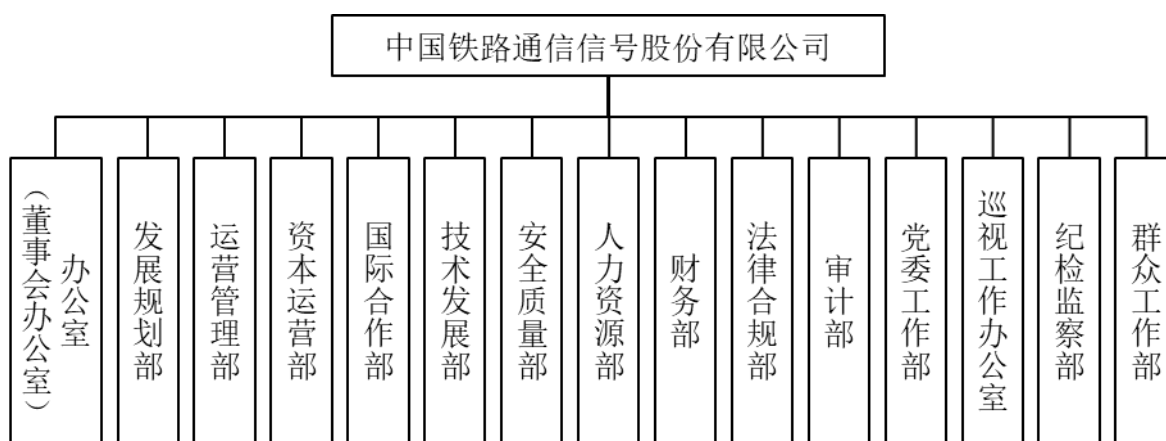 中国铁路通信信号股份有限公司
办公室
（董事会办公室）
发展规划部
运营管理部
资本运营部
国际合作部
技术发展部
安全质量部
人力资源部
财务部
法律合规部
审计部
党委工作部
巡视工作办公室
纪检监察部
群众工作部